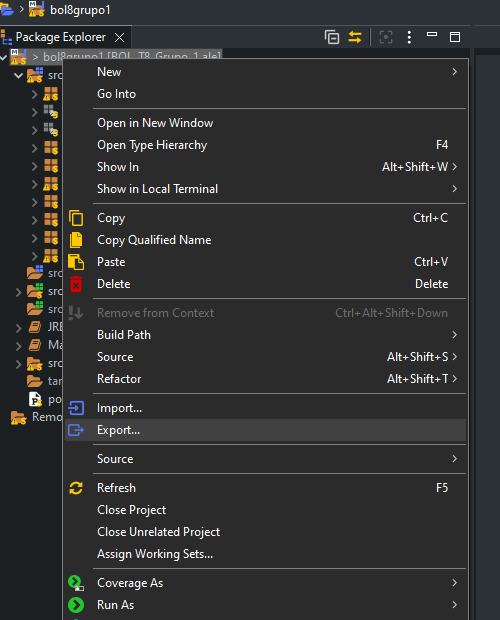 bol8grupo1
Package Explorer
> bol8grupo1 [BOL_T8_Grupo_1 ale]
src
New
Go Into
Open in New Window
Open Type Hierarchy F4
Show In Alt+Shift+W
Show in Local Terminal
Copy Ctrl+C
Copy Qualified Name
Paste Ctrl+V
Delete Delete
src
Remove from Context Ctrl+Alt+Shift+Down
src
src
JRE
Build Path
Ma
Source Alt+Shift+S
src
tar
Refactor Alt+Shift+T
po
Import...
Remo
Export...
Source
Refresh F5
Close Project
Close Unrelated Project
Assign Working Sets...
Coverage As
Run As